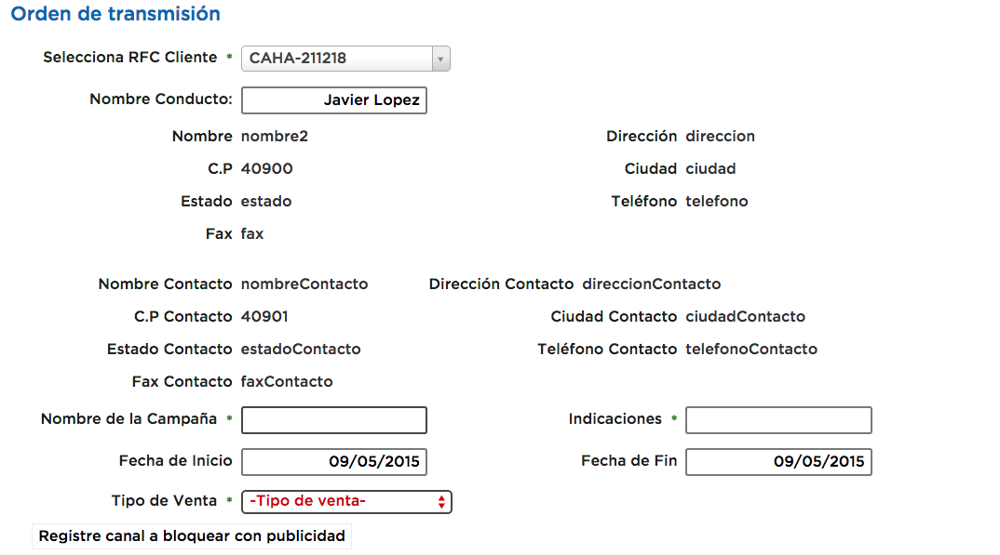 Orden de transmisión
Selecciona RFC Cliente * CAHA-211218
Nombre Conducto: Javier Lopez
Nombre nombre2 Dirección direccion
C.P 40900 Ciudad ciudad
Estado estado Teléfono telefono
Fax fax
Nombre Contacto nombreContacto Dirección Contacto direccionContacto
C.P Contacto 40901 Ciudad Contacto ciudadContacto
Estado Contacto estadoContacto Teléfono Contacto telefonoContacto
Fax Contacto faxContacto
Nombre de la Campaña * Indicaciones *
Fecha de Inicio 09/05/2015 Fecha de Fin 09/05/2015
Tipo de Venta * -Tipo de venta-
Registre canal a bloquear con publicidad